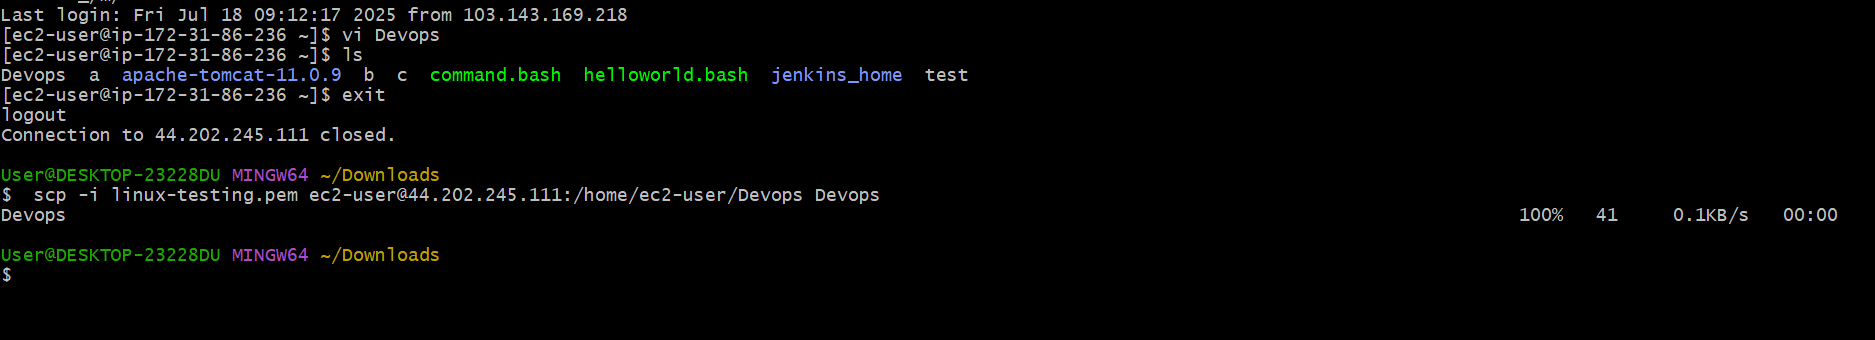 Last login: Fri Jul 18 09:12:17 2025 from 103.143.169.218
[ec2-user@ip-172-31-86-236 ~]$ vi Devops
[ec2-user@ip-172-31-86-236 ~]$ ls
Devops  a  apache-tomcat-11.0.9  b  c  command.bash  helloworld.bash  jenkins_home  test
[ec2-user@ip-172-31-86-236 ~]$ exit
logout
Connection to 44.202.245.111 closed.
User@DESKTOP-23228DU MINGW64 ~/Downloads
$  scp -i linux-testing.pem ec2-user@44.202.245.111:/home/ec2-user/Devops Devops
Devops 100% 41 0.1KB/s 00:00
User@DESKTOP-23228DU MINGW64 ~/Downloads
$